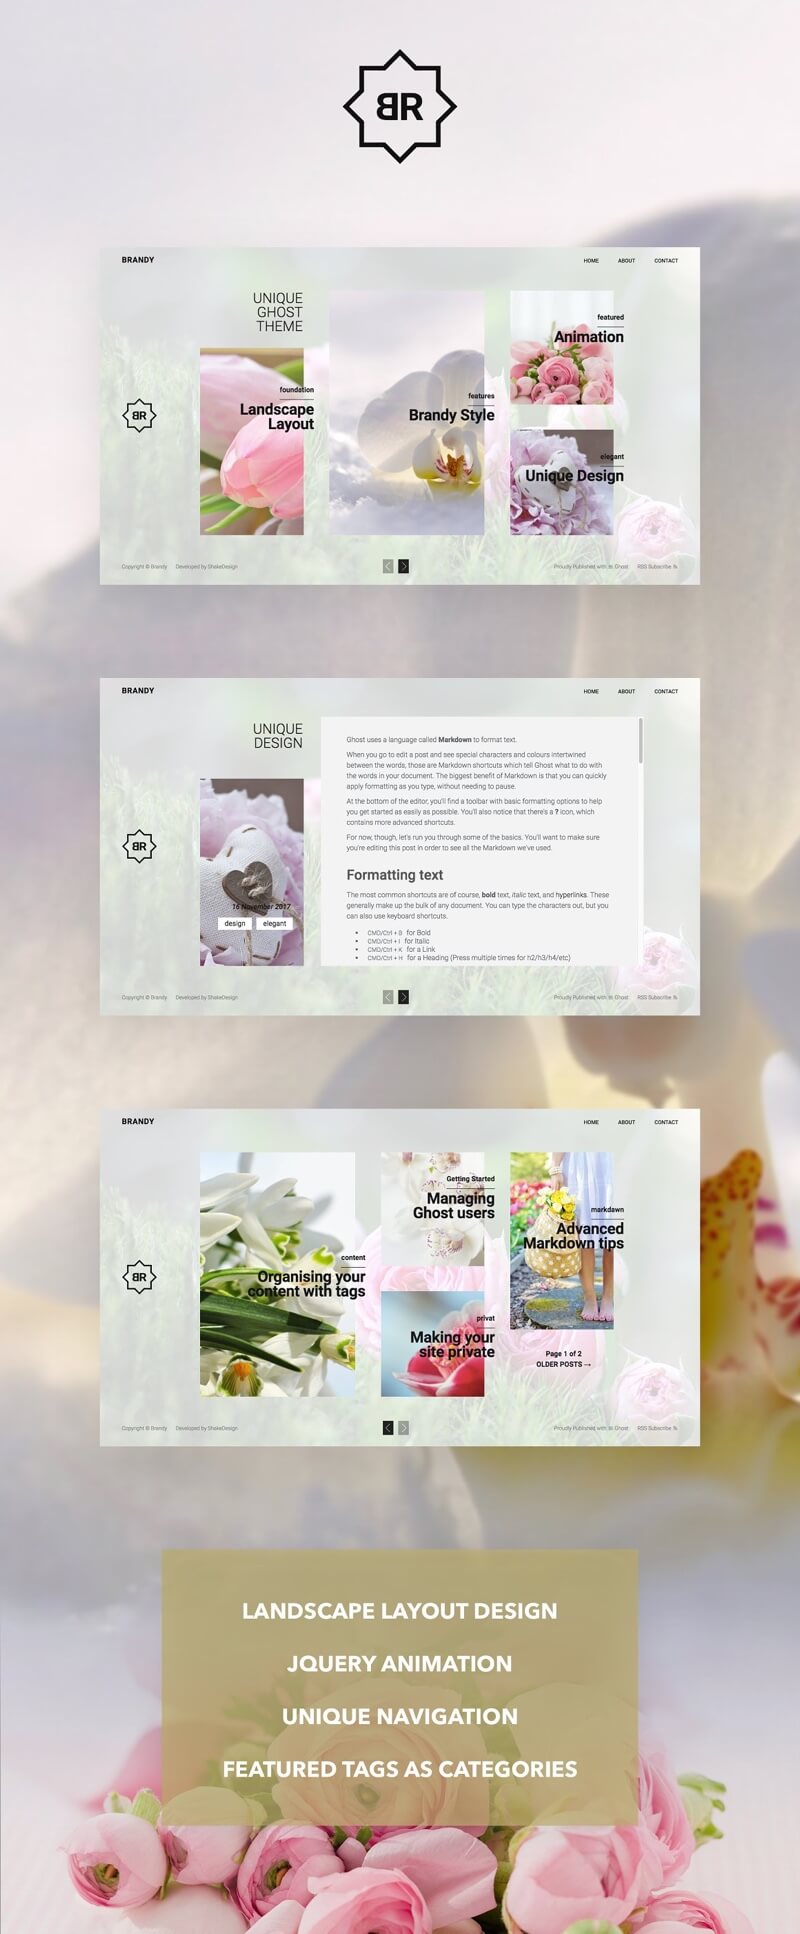 BR
BRANDY
HOME ABOUT CONTACT
UNIQUE
GHOST
THEME
foundation
Landscape
Layout
features
Brandy Style
featured
Animation
elegant
Unique Design
BR
Copyright © Brandy Developed by ShakeDesign
Proudly Published with Ghost RSS Subscribe
BRANDY
HOME ABOUT CONTACT
UNIQUE
DESIGN
16 November 2017
design elegant
BR
Ghost uses a language called Markdown to format text.
When you go to edit a post and see special characters and colours intertwined
between the words, those are Markdown shortcuts which tell Ghost what to do with
the words in your document. The biggest benefit of Markdown is that you can quickly
apply formatting as you type, without needing to pause.
At the bottom of the editor, you'll find a toolbar with basic formatting options to help
you get started as easily as possible. You'll also notice that there's a ? icon, which
contains more advanced shortcuts.
For now, though, let's run you through some of the basics. You'll want to make sure
you're editing this post in order to see all the Markdown we've used.
Formatting text
The most common shortcuts are of course, bold text, italic text, and hyperlinks. These
generally make up the bulk of any document. You can type the characters out, but you
can also use keyboard shortcuts.
• CMD/Ctrl + B for Bold
• CMD/Ctrl + I for Italic
• CMD/Ctrl + K for a Link
• CMD/Ctrl + H for a Heading (Press multiple times for h2/h3/h4/etc)
Copyright © Brandy Developed by ShakeDesign
Proudly Published with Ghost RSS Subscribe
BRANDY
HOME ABOUT CONTACT
BR
content
Organising your
content with tags
Getting Started
Managing
Ghost users
privat
Making your
site private
markdawn
Advanced
Markdown tips
Page 1 of 2
OLDER POSTS →
Copyright © Brandy Developed by ShakeDesign
Proudly Published with Ghost RSS Subscribe
LANDSCAPE LAYOUT DESIGN
JQUERY ANIMATION
UNIQUE NAVIGATION
FEATURED TAGS AS CATEGORIES